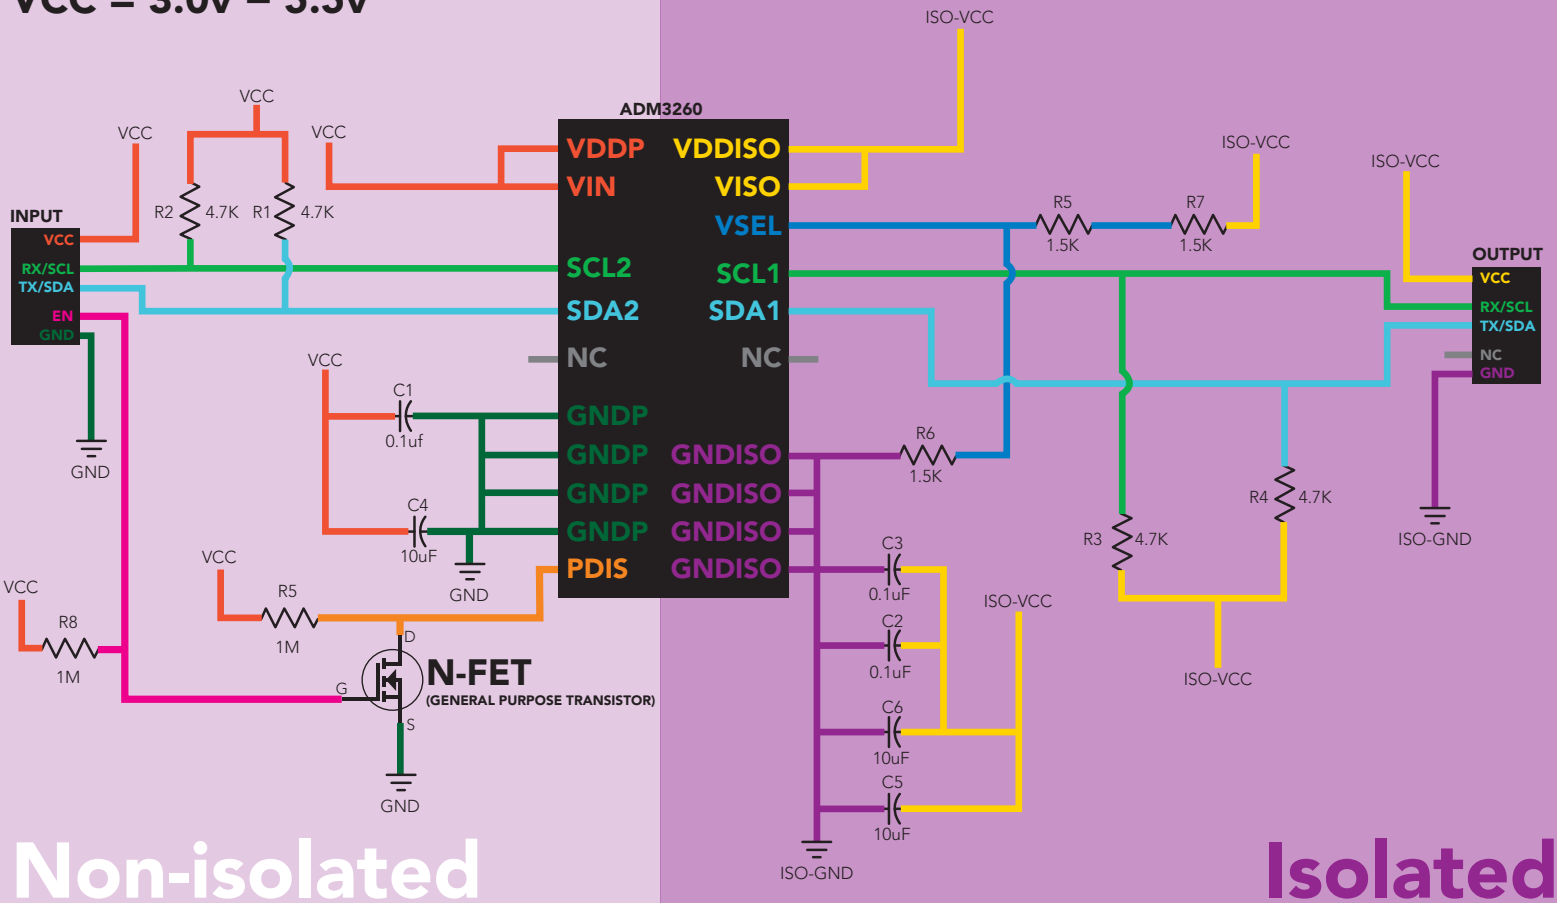 VCC =
ISO-VCC
VCC
VCC
VCC
ADM3260
ISO-VCC
ISO-VCC
VDDP
VDDISO
VIN
VISO
R2
4.7K
R1
4.7K
R5
R7
INPUT
VSEL
1.5K
1.5K
VCC
OUTPUT
RX/SCL
SCL2
SCL1
VCC
TX/SDA
EN
SDA2
SDA1
RX/SCL
GND
TX/SDA
VCC
NC
NC
NC
GND
C1
0.1uf
GNDP
R6
GND
GNDP
GNDISO
1.5K
GNDP
GNDISO
R4
4.7K
C4
10uF
GNDP
GNDISO
R3
4.7K
ISO-GND
VCC
PDIS
GNDISO
C3
0.1uF
VCC
R5
GND
ISO-VCC
R8
1M
C2
0.1uF
1M
D
G
S
N-FET
(GENERAL PURPOSE TRANSISTOR)
ISO-VCC
C6
10uF
GND
C5
10uF
ISO-GND
Non-isolated
Isolated